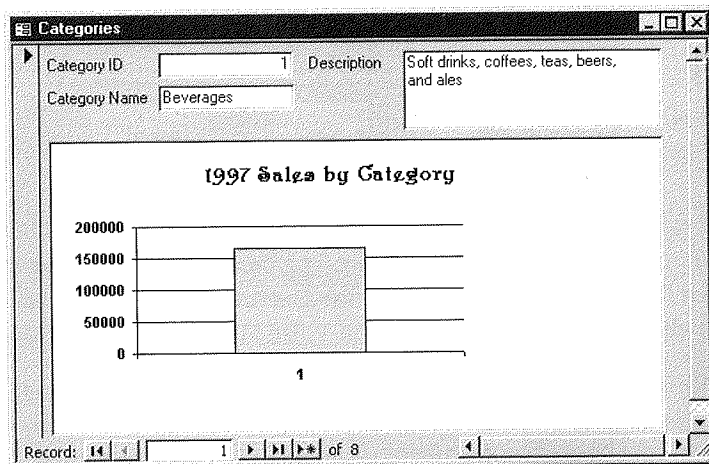 Categories
Category ID 1 Description Soft drinks, coffees, teas, beers,
and ales
Category Name Beverages
1997 Sales by Category
200000
150000
100000
50000
0
1
Record: 1 of 8